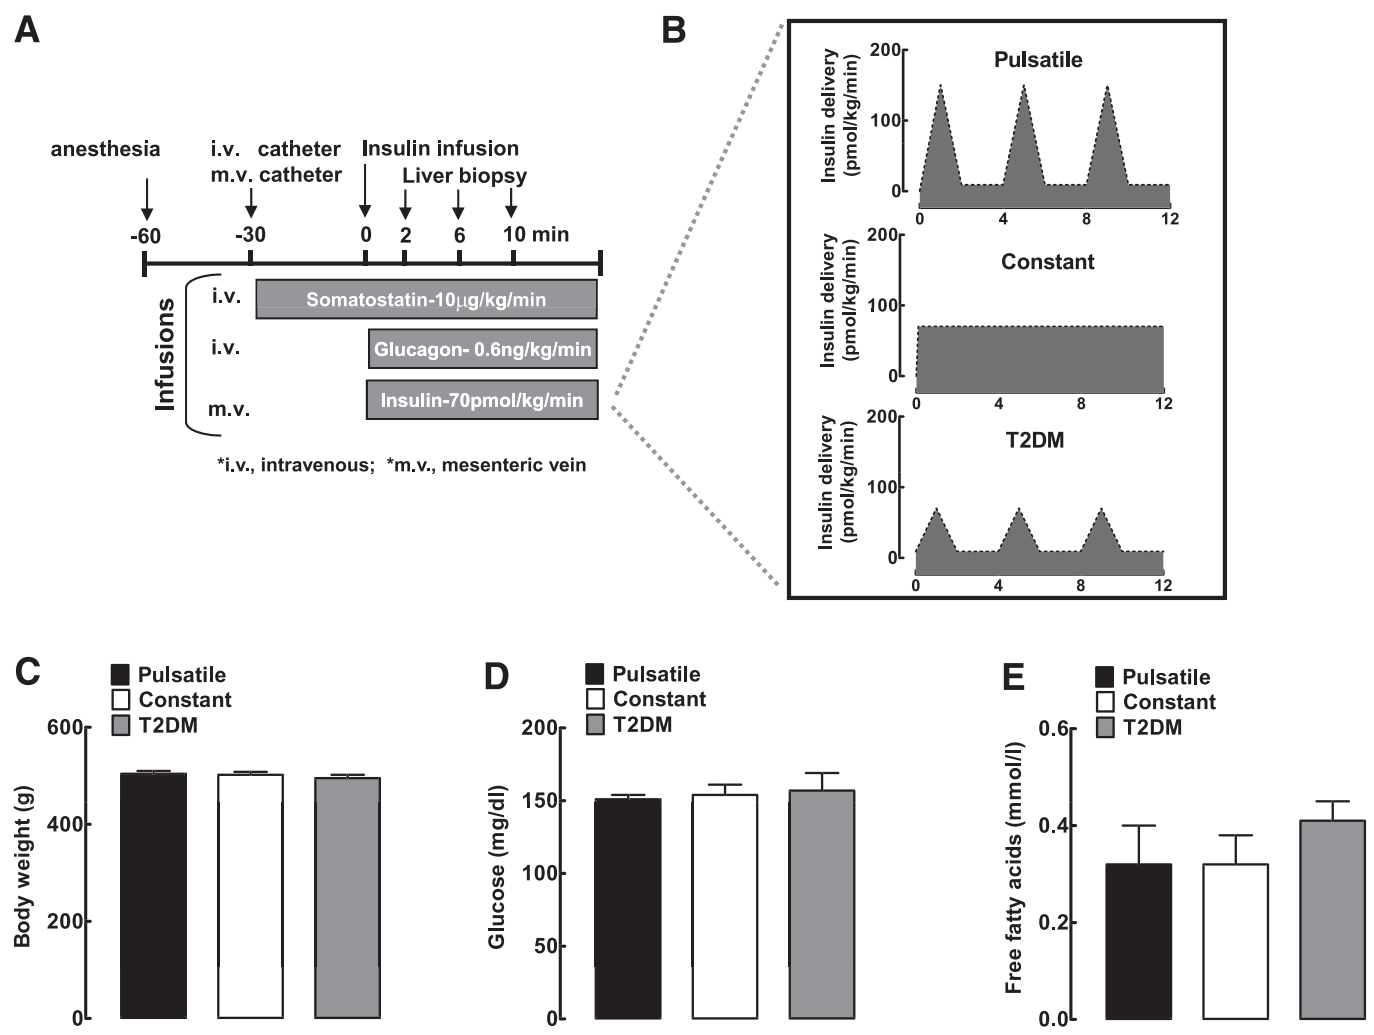 A
anesthesia
i.v. catheter
m.v. catheter
Insulin infusion
Liver biopsy
-60
-30
0
2
6
10 min
Infusions
i.v.
Somatostatin-10µg/kg/min
i.v.
Glucagon- 0.6ng/kg/min
m.v.
Insulin-70pmol/kg/min
*i.v., intravenous; *m.v., mesenteric vein
B
Pulsatile
Insulin delivery
(pmol/kg/min)
200
100
0
0
4
8
12
Constant
Insulin delivery
(pmol/kg/min)
200
100
0
0
4
8
12
T2DM
Insulin delivery
(pmol/kg/min)
200
100
0
0
4
8
12
C
Pulsatile
Constant
T2DM
Body weight (g)
600
400
200
0
D
Pulsatile
Constant
T2DM
Glucose (mg/dl)
200
150
100
50
0
E
Pulsatile
Constant
T2DM
Free fatty acids (mmol/l)
0.6
0.4
0.2
0.0